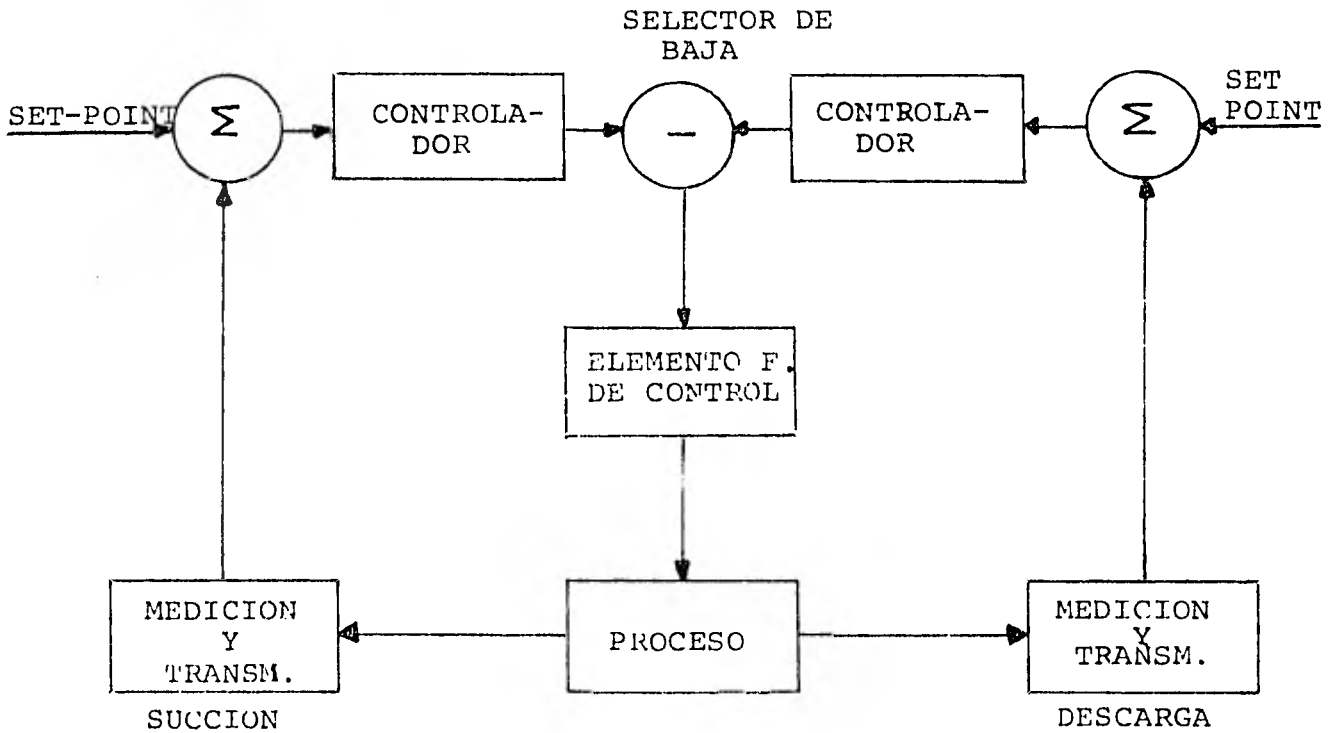 SELECTOR DE
BAJA
SET-POINT
Σ
CONTROLA-
DOR
−
CONTROLA-
DOR
Σ
SET
POINT
ELEMENTO F.
DE CONTROL
MEDICION
Y
TRANSM.
SUCCION
PROCESO
MEDICION
Y
TRANSM.
DESCARGA